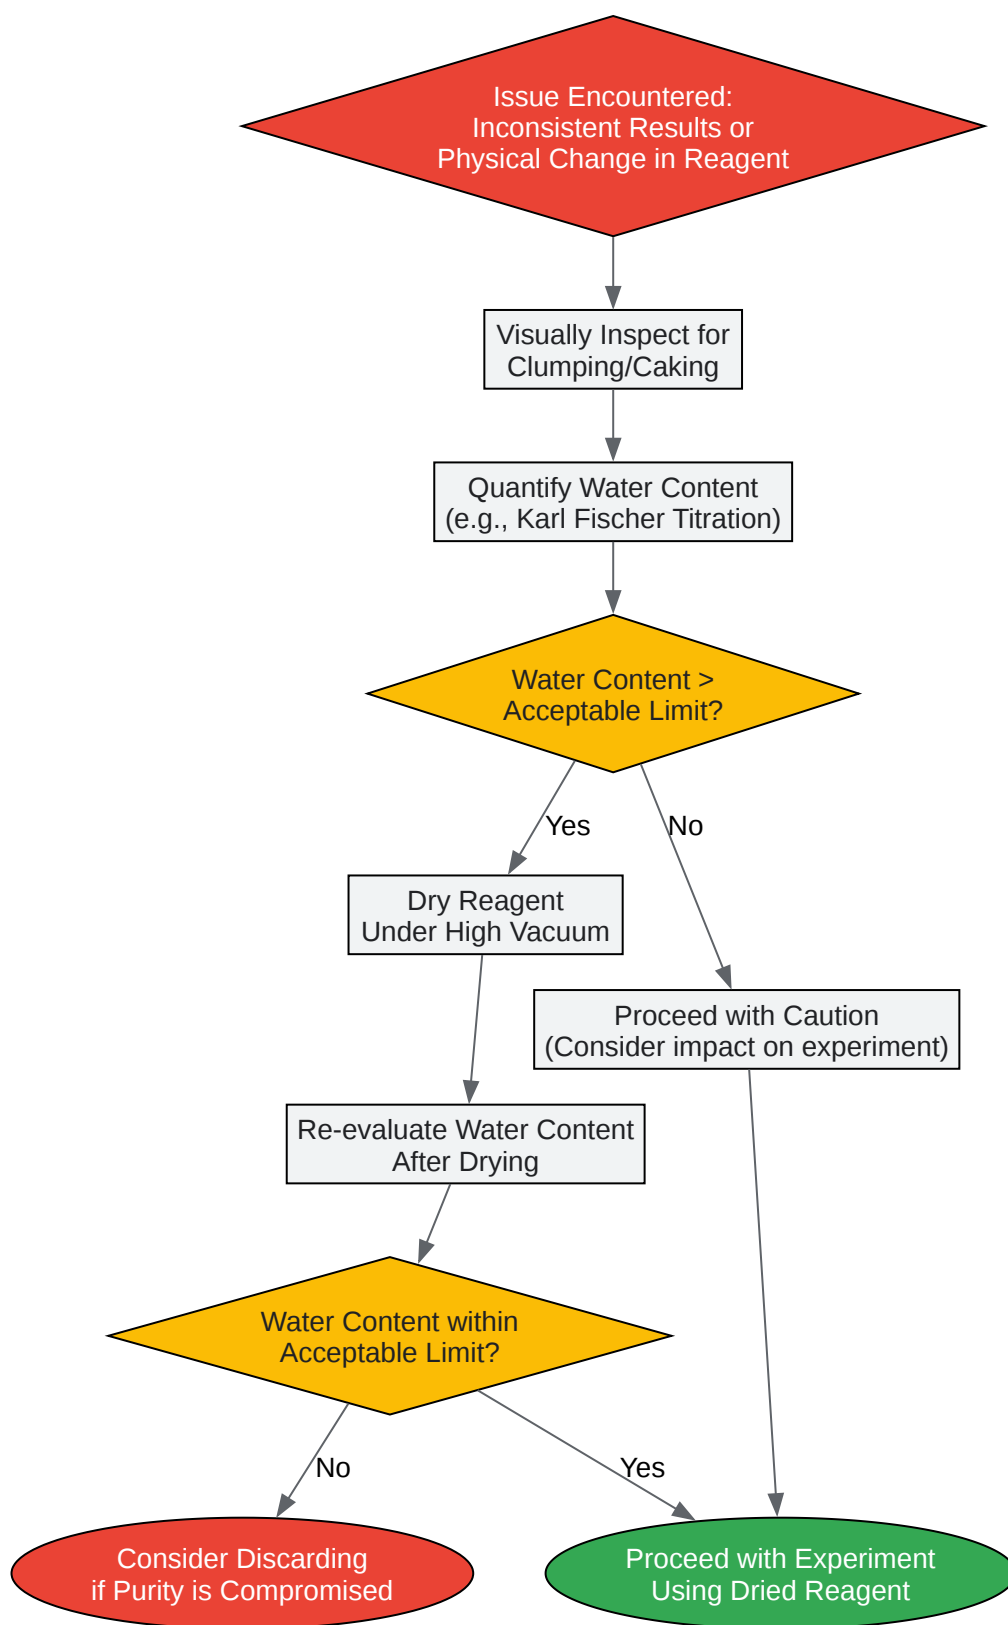 Issue Encountered:
Inconsistent Results or
Physical Change in Reagent
Visually Inspect for
Clumping/Caking
Quantify Water Content
(e.g., Karl Fischer Titration)
Water Content >
Acceptable Limit?
Yes
No
Dry Reagent
Under High Vacuum
Proceed with Caution
(Consider impact on experiment)
Re-evaluate Water Content
After Drying
Water Content within
Acceptable Limit?
No
Yes
Consider Discarding
if Purity is Compromised
Proceed with Experiment
Using Dried Reagent